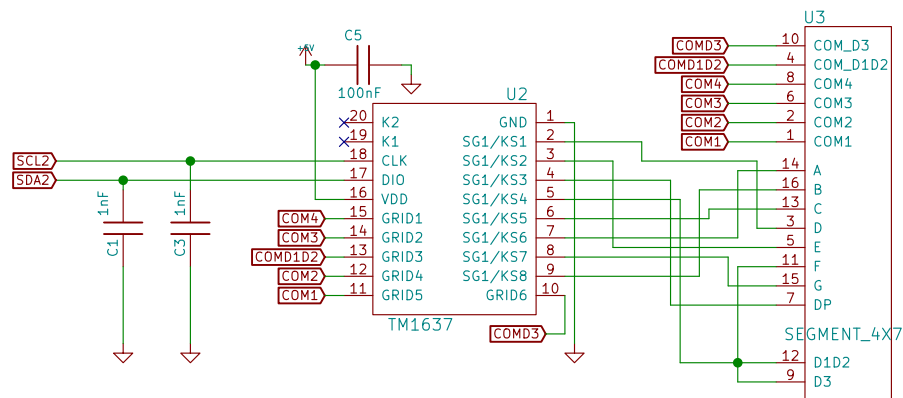 U3
C5
+5V
100nF
U2
COMD3 10 COM_D3
COMD1D2 4 COM_D1D2
COM4 8 COM4
COM3 6 COM3
COM2 2 COM2
COM1 1 COM1
14 A
16 B
13 C
3 D
5 E
11 F
15 G
7 DP
SEGMENT_4X7
12 D1D2
9 D3
20 K2
19 K1
SCL2 18 CLK
SDA2 17 DIO
16 VDD
COM4 15 GRID1
COM3 14 GRID2
COMD1D2 13 GRID3
COM2 12 GRID4
COM1 11 GRID5
GND 1
SG1/KS1 2
SG1/KS2 3
SG1/KS3 4
SG1/KS4 5
SG1/KS5 6
SG1/KS6 7
SG1/KS7 8
SG1/KS8 9
GRID6 10
TM1637
COMD3
1nF
C1
1nF
C3